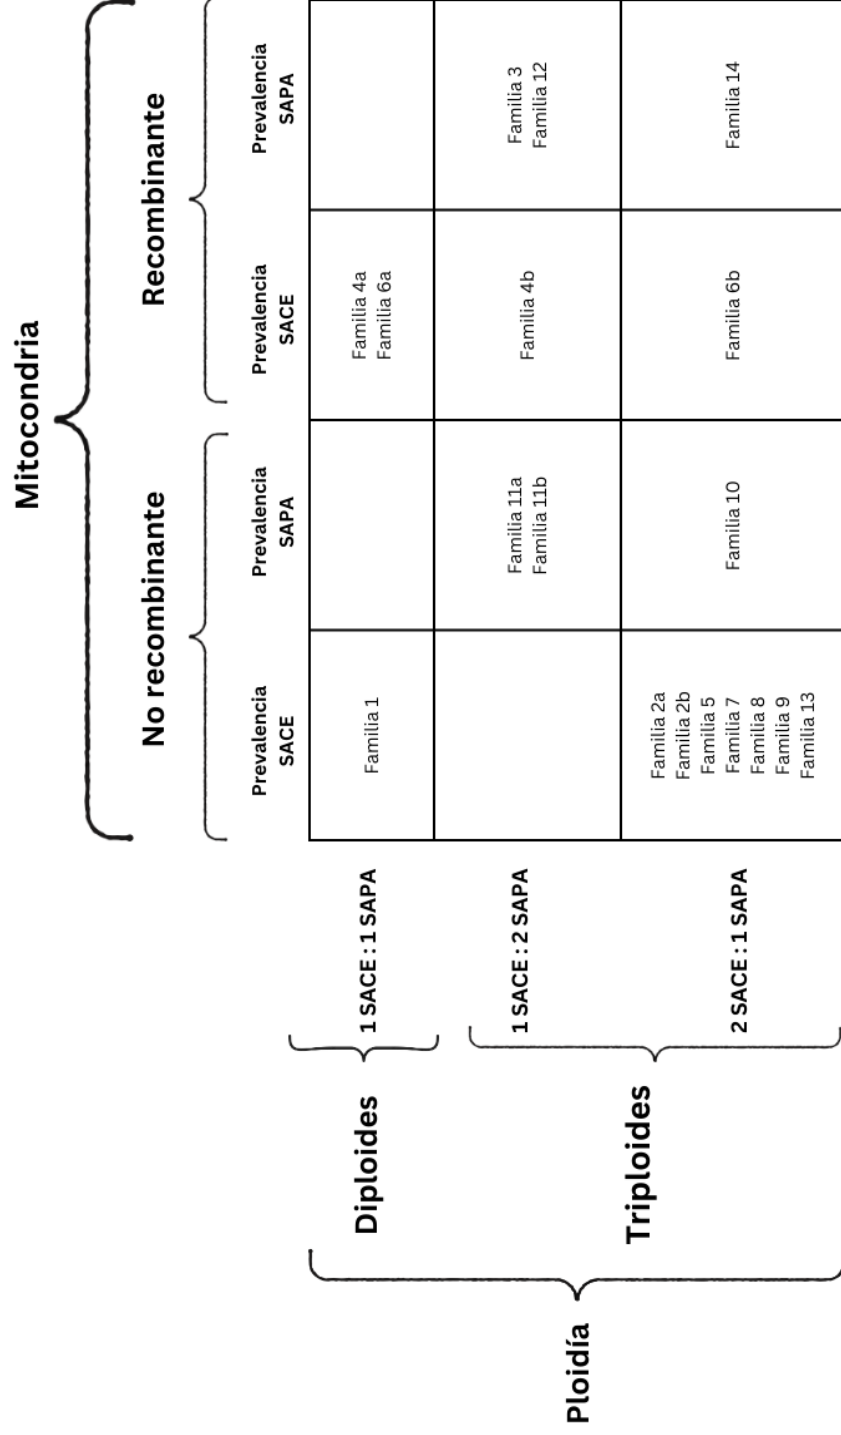 Mitocondria
No recombinante
Recombinante
Prevalencia
SACE
Prevalencia
SAPA
Prevalencia
SACE
Prevalencia
SAPA
Ploidía
Diploides
1 SACE : 1 SAPA
Familia 1
Familia 4a
Familia 6a
Triploides
1 SACE : 2 SAPA
Familia 11a
Familia 11b
Familia 4b
Familia 3
Familia 12
2 SACE : 1 SAPA
Familia 2a
Familia 2b
Familia 5
Familia 7
Familia 8
Familia 9
Familia 13
Familia 10
Familia 6b
Familia 14